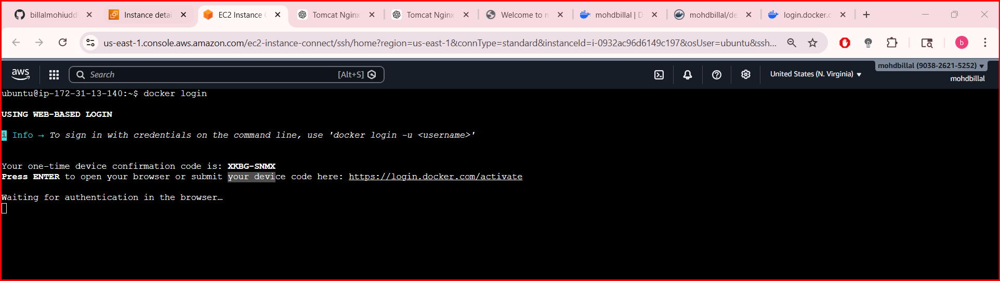 billalmohiudd
Instance detai
EC2 Instance C
Tomcat Nginx
Tomcat Nginx
Welcome to n
mohdbillal | D
mohdbillal/de
login.docker.c
us-east-1.console.aws.amazon.com/ec2-instance-connect/ssh/home?region=us-east-1&connType=standard&instanceId=i-0932ac96d6149c197&osUser=ubuntu&ssh...
b
aws
Search
[Alt+S]
United States (N. Virginia)
mohdbillal (9038-2621-5252)
mohdbillal
ubuntu@ip-172-31-13-140:~$ docker login
USING WEB-BASED LOGIN
i Info → To sign in with credentials on the command line, use 'docker login -u <username>'
Your one-time device confirmation code is: XKBG-SNMX
Press ENTER to open your browser or submit your device code here: https://login.docker.com/activate
Waiting for authentication in the browser…